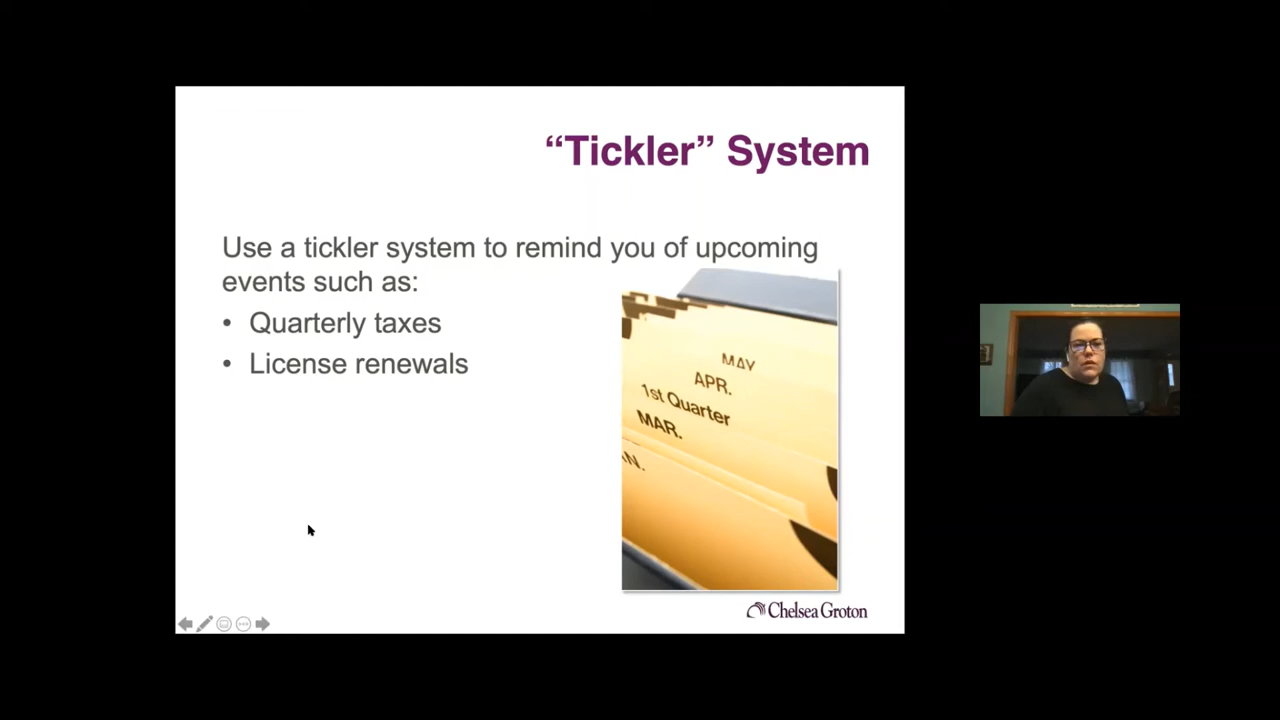 “Tickler” System
Use a tickler system to remind you of upcoming
events such as:
• Quarterly taxes
• License renewals
MAY
APR.
1st Quarter
MAR.
AN.
Chelsea Groton